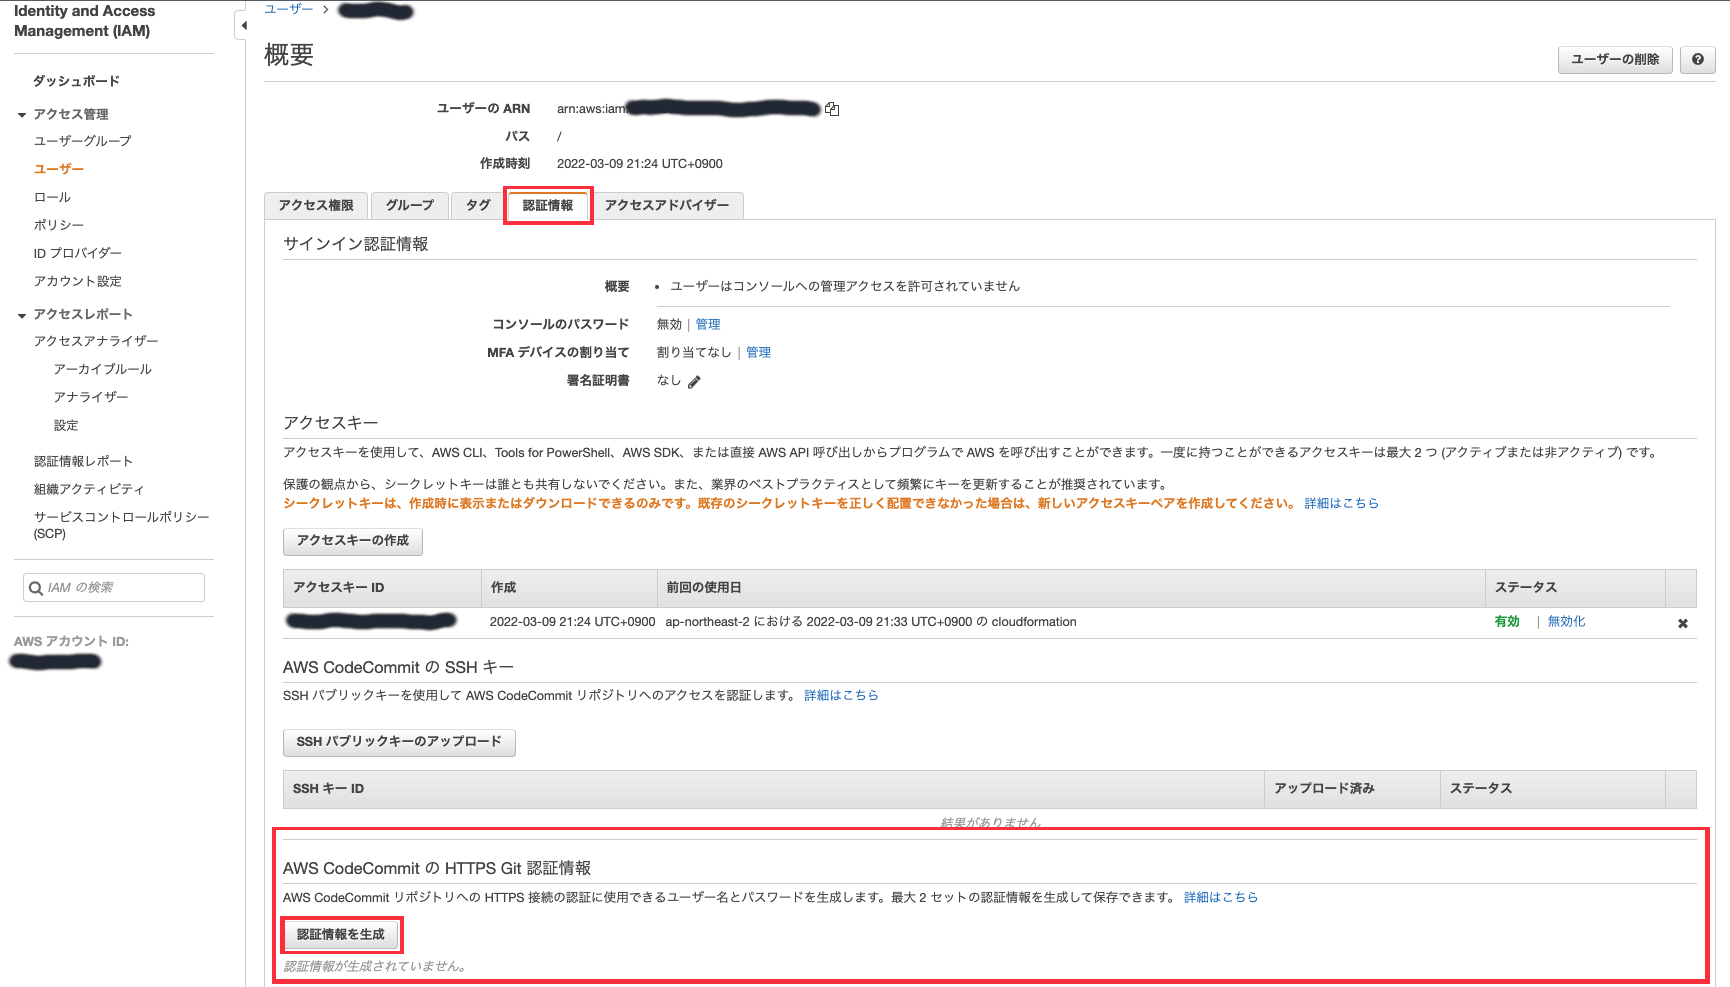 Identity and Access
Management (IAM)
ダッシュボード
アクセス管理
ユーザーグループ
ユーザー
ロール
ポリシー
ID プロバイダー
アカウント設定
アクセスレポート
アクセスアナライザー
アーカイブルール
アナライザー
設定
認証情報レポート
組織アクティビティ
サービスコントロールポリシー
(SCP)
IAM の検索
AWS アカウント ID:
ユーザー >
概要
ユーザーの削除
?
ユーザーの ARN arn:aws:iam:
パス /
作成時刻 2022-03-09 21:24 UTC+0900
アクセス権限 グループ タグ 認証情報 アクセスアドバイザー
サインイン認証情報
概要 • ユーザーはコンソールへの管理アクセスを許可されていません
コンソールのパスワード 無効 | 管理
MFA デバイスの割り当て 割り当てなし | 管理
署名証明書 なし
アクセスキー
アクセスキーを使用して、AWS CLI、Tools for PowerShell、AWS SDK、または直接 AWS API 呼び出しからプログラムで AWS を呼び出すことができます。一度に持つことができるアクセスキーは最大 2 つ (アクティブまたは非アクティブ) です。
保護の観点から、シークレットキーは誰とも共有しないでください。また、業界のベストプラクティスとして頻繁にキーを更新することが推奨されています。
シークレットキーは、作成時に表示またはダウンロードできるのみです。既存のシークレットキーを正しく配置できなかった場合は、新しいアクセスキーペアを作成してください。 詳細はこちら
アクセスキーの作成
アクセスキー ID 作成 前回の使用日 ステータス
2022-03-09 21:24 UTC+0900 ap-northeast-2 における 2022-03-09 21:33 UTC+0900 の cloudformation 有効 | 無効化
AWS CodeCommit の SSH キー
SSH パブリックキーを使用して AWS CodeCommit リポジトリへのアクセスを認証します。 詳細はこちら
SSH パブリックキーのアップロード
SSH キー ID アップロード済み ステータス
結果がありません
AWS CodeCommit の HTTPS Git 認証情報
AWS CodeCommit リポジトリへの HTTPS 接続の認証に使用できるユーザー名とパスワードを生成します。最大 2 セットの認証情報を生成して保存できます。 詳細はこちら
認証情報を生成
認証情報が生成されていません。